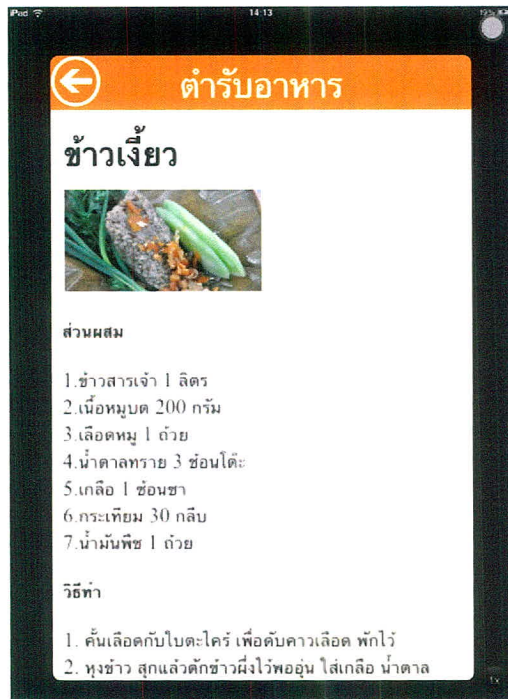 iPad
14:13
19%
ตำรับอาหาร
ข้าวเงี้ยว
ส่วนผสม
1.ข้าวสารเจ้า 1 ลิตร
2.เนื้อหมูบด 200 กรัม
3.เลือดหมู 1 ถ้วย
4.น้ำตาลทราย 3 ช้อนโต๊ะ
5.เกลือ 1 ช้อนชา
6.กระเทียม 30 กลีบ
7.น้ำมันพืช 1 ถ้วย
วิธีทำ
1. คั้นเลือดกับใบตะไคร้ เพื่อดับคาวเลือด พักไว้
2. หุงข้าว สุกแล้วตักข้าวผึ่งไว้พออุ่น ใส่เกลือ น้ำตาล
1x